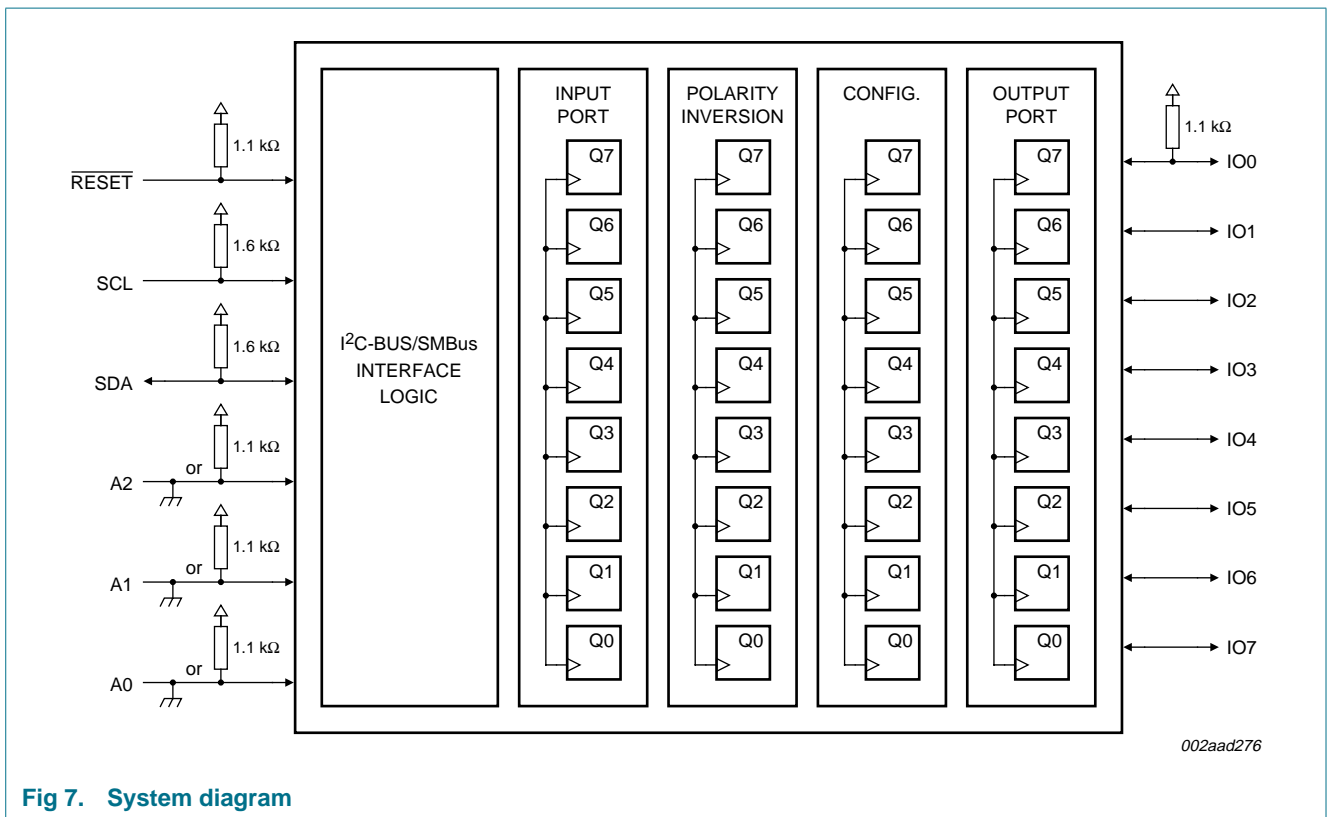 1.1 kΩ
RESET
1.6 kΩ
SCL
1.6 kΩ
SDA
1.1 kΩ
or
A2
1.1 kΩ
or
A1
1.1 kΩ
or
A0
I2C-BUS/SMBus
INTERFACE
LOGIC
INPUT
PORT
Q7
Q6
Q5
Q4
Q3
Q2
Q1
Q0
POLARITY
INVERSION
Q7
Q6
Q5
Q4
Q3
Q2
Q1
Q0
CONFIG.
Q7
Q6
Q5
Q4
Q3
Q2
Q1
Q0
OUTPUT
PORT
Q7
Q6
Q5
Q4
Q3
Q2
Q1
Q0
1.1 kΩ
IO0
IO1
IO2
IO3
IO4
IO5
IO6
IO7
002aad276
Fig 7. System diagram